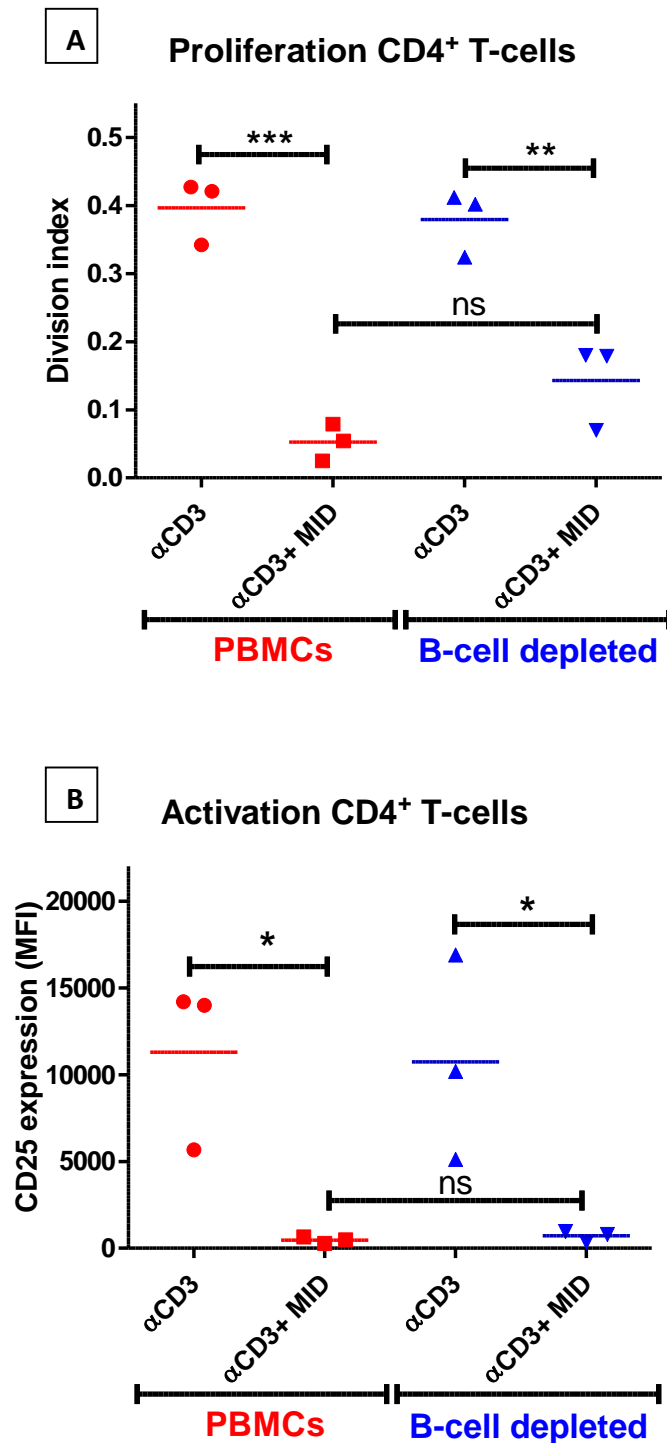 A
Proliferation CD4⁺ T-cells
***
**
ns
0.5
0.4
0.3
0.2
0.1
0.0
Division index
αCD3
αCD3+ MID
αCD3
αCD3+ MID
PBMCs
B-cell depleted
B
Activation CD4⁺ T-cells
*
*
ns
20000
15000
10000
5000
0
CD25 expression (MFI)
αCD3
αCD3+ MID
αCD3
αCD3+ MID
PBMCs
B-cell depleted